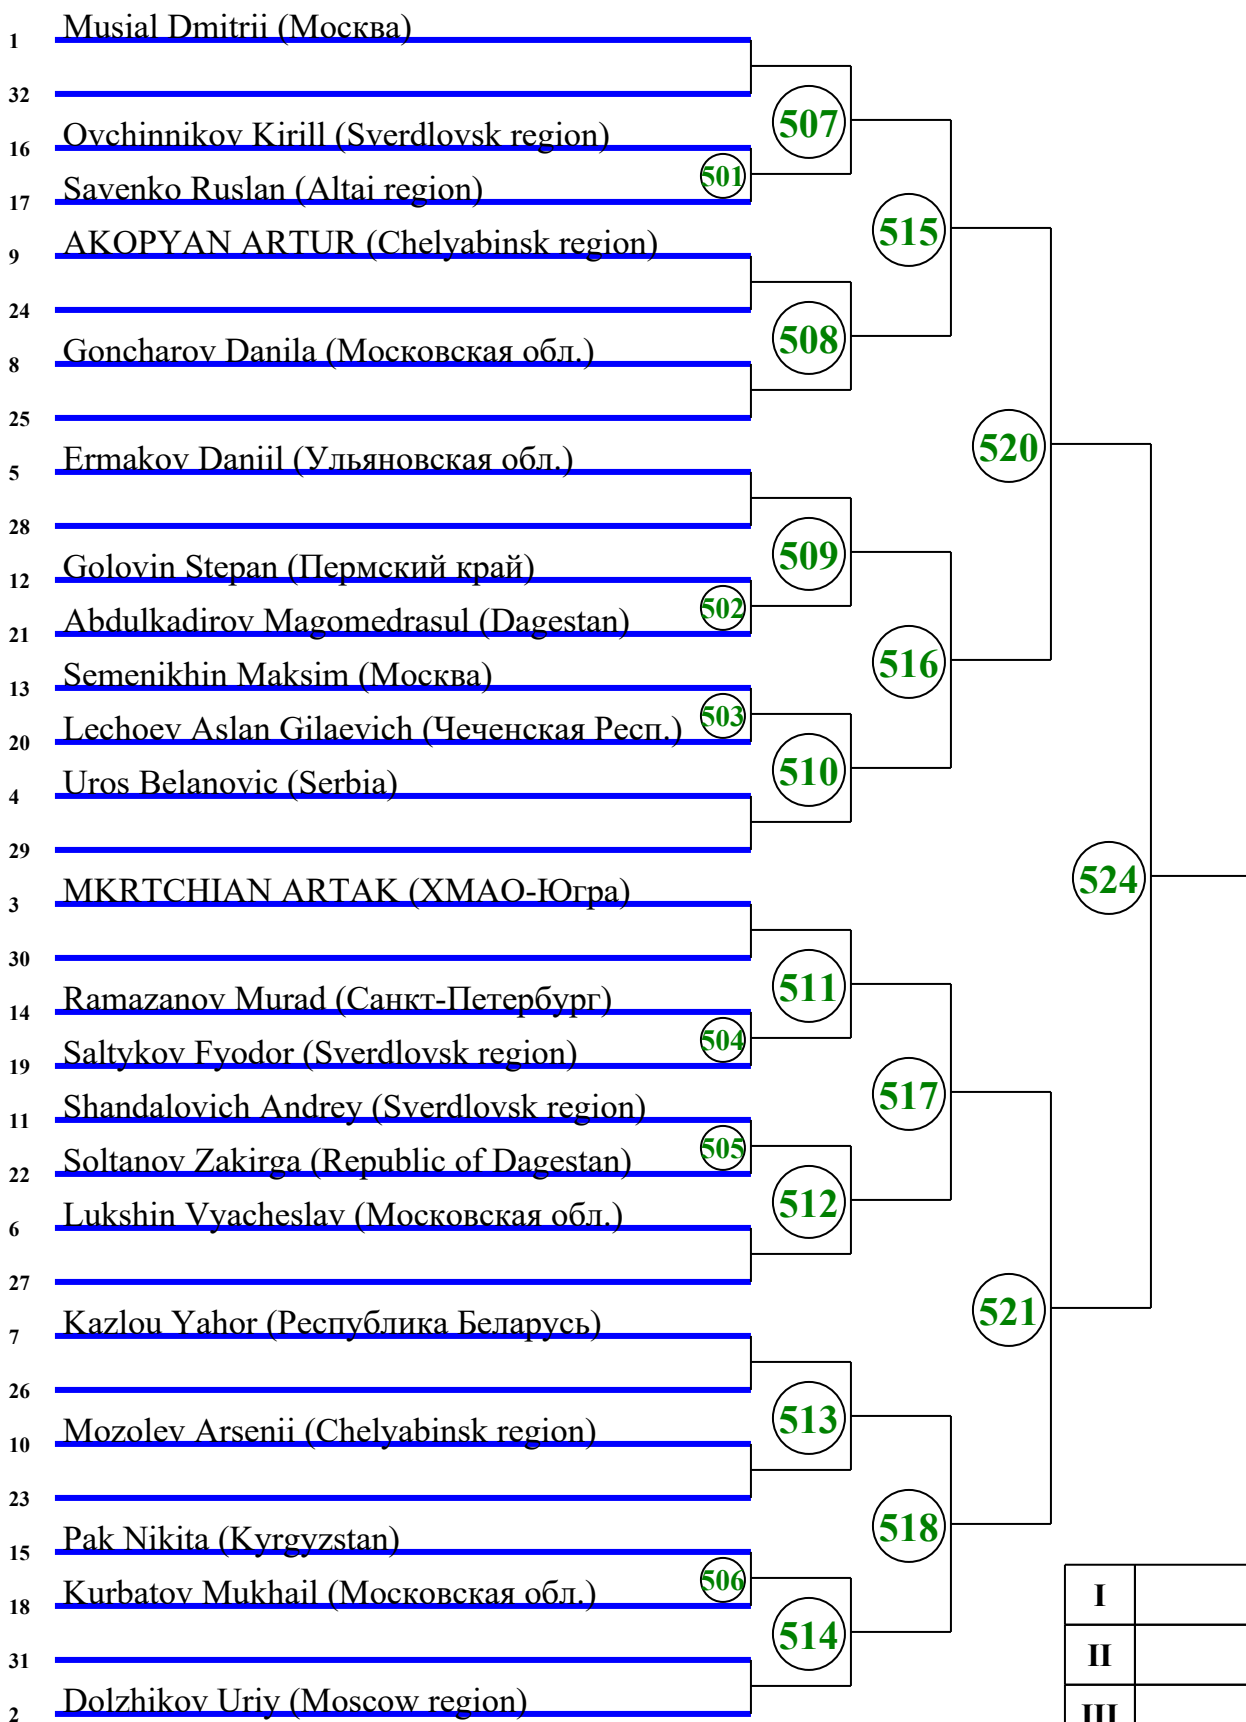 1 Musial Dmitrii (Москва)
32
507
16 Ovchinnikov Kirill (Sverdlovsk region)
501
17 Savenko Ruslan (Altai region)
515
9 AKOPYAN ARTUR (Chelyabinsk region)
24
508
8 Goncharov Danila (Московская обл.)
25
520
5 Ermakov Daniil (Ульяновская обл.)
28
509
12 Golovin Stepan (Пермский край)
502
21 Abdulkadirov Magomedrasul (Dagestan)
516
13 Semenikhin Maksim (Москва)
503
20 Lechoev Aslan Gilaevich (Чеченская Респ.)
510
4 Uros Belanovic (Serbia)
29
524
3 MKRTCHIAN ARTAK (ХМАО-Югра)
30
511
14 Ramazanov Murad (Санкт-Петербург)
504
19 Saltykov Fyodor (Sverdlovsk region)
517
11 Shandalovich Andrey (Sverdlovsk region)
505
22 Soltanov Zakirga (Republic of Dagestan)
512
6 Lukshin Vyacheslav (Московская обл.)
27
521
7 Kazlou Yahor (Республика Беларусь)
26
513
10 Mozolev Arsenii (Chelyabinsk region)
23
518
15 Pak Nikita (Kyrgyzstan)
506
18 Kurbatov Mukhail (Московская обл.)
I
514
31
II
2 Dolzhikov Uriy (Moscow region)
III